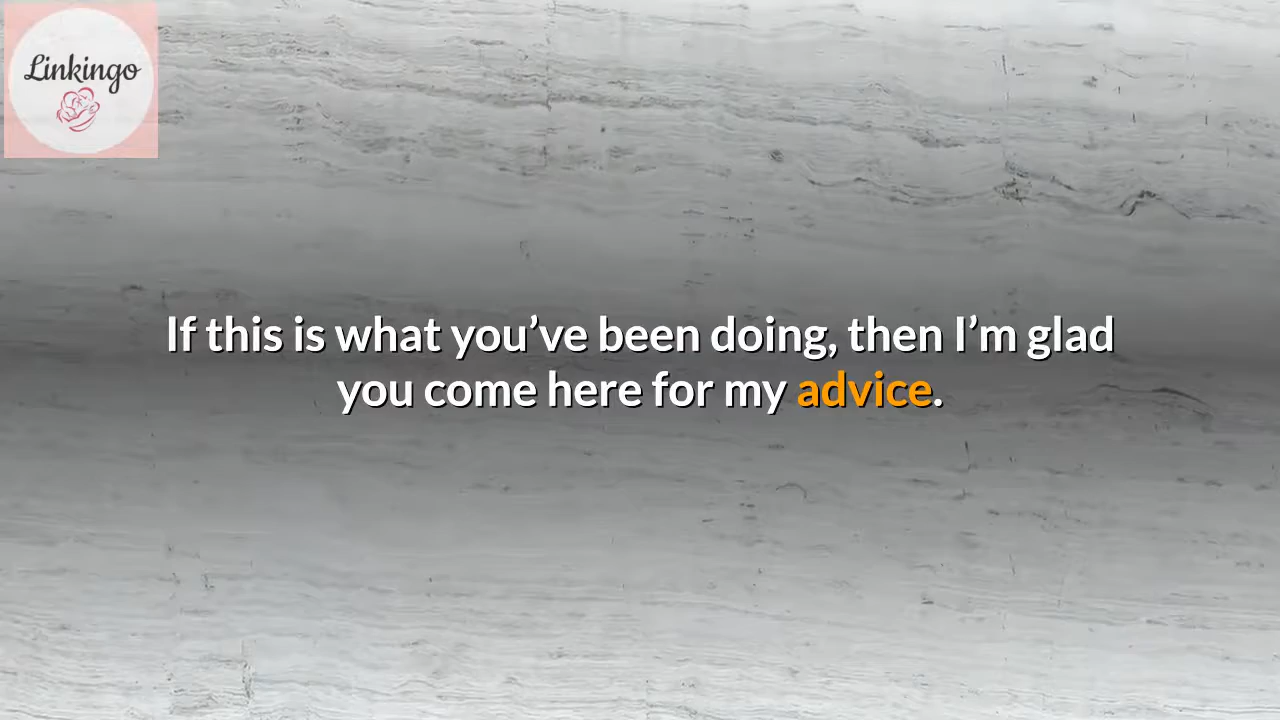 Linkingo
If this is what you’ve been doing, then I’m glad
you come here for my advice.